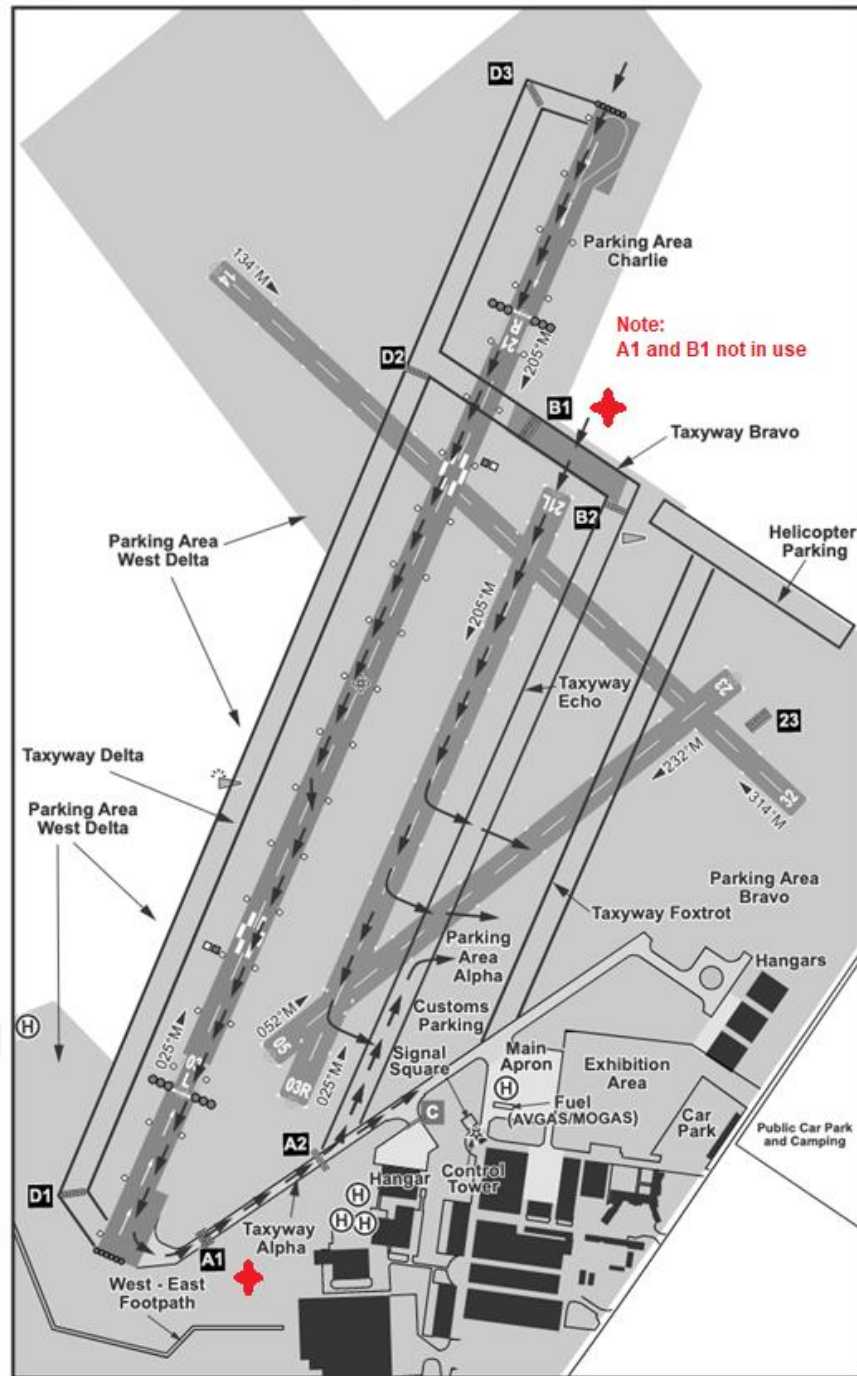 D3
Parking Area
Charlie
134°M
14
Note:
A1 and B1 not in use
R 21
205°M
D2
B1
Taxyway Bravo
21L
B2
Helicopter
Parking
Parking Area
West Delta
205°M
Taxyway
Echo
23
23
Taxyway Delta
232°M
32
314°M
Parking Area
West Delta
Parking Area
Bravo
Taxyway Foxtrot
Parking
Area
Alpha
Hangars
H
052°M
Customs
Parking
025°M
05
Signal
Square
Main
Apron
Exhibition
Area
03
L
03R
025°M
H
Fuel
(AVGAS/MOGAS)
C
Car
Park
Public Car Park
and Camping
A2
Control
Tower
Hangar
D1
H
H
H
Taxyway
Alpha
A1
West - East
Footpath